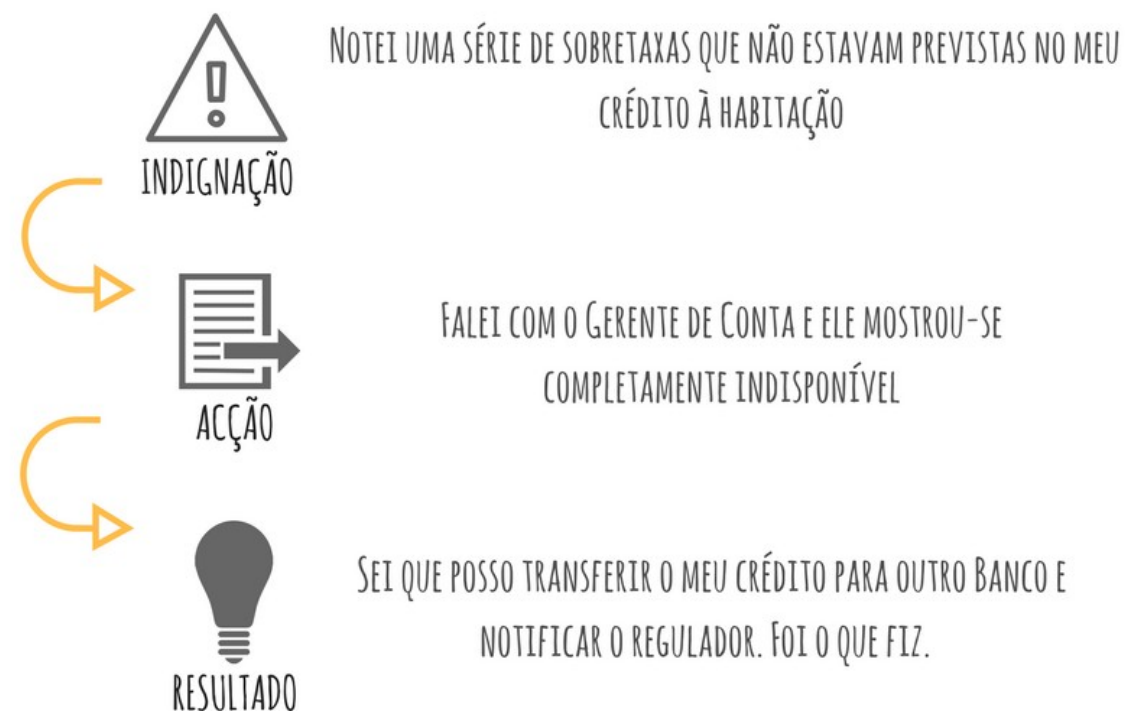 NOTEI UMA SÉRIE DE SOBRETAXAS QUE NÃO ESTAVAM PREVISTAS NO MEU
CRÉDITO À HABITAÇÃO
INDIGNAÇÃO
FALEI COM O GERENTE DE CONTA E ELE MOSTROU-SE
COMPLETAMENTE INDISPONÍVEL
ACÇÃO
SEI QUE POSSO TRANSFERIR O MEU CRÉDITO PARA OUTRO BANCO E
NOTIFICAR O REGULADOR. FOI O QUE FIZ.
RESULTADO